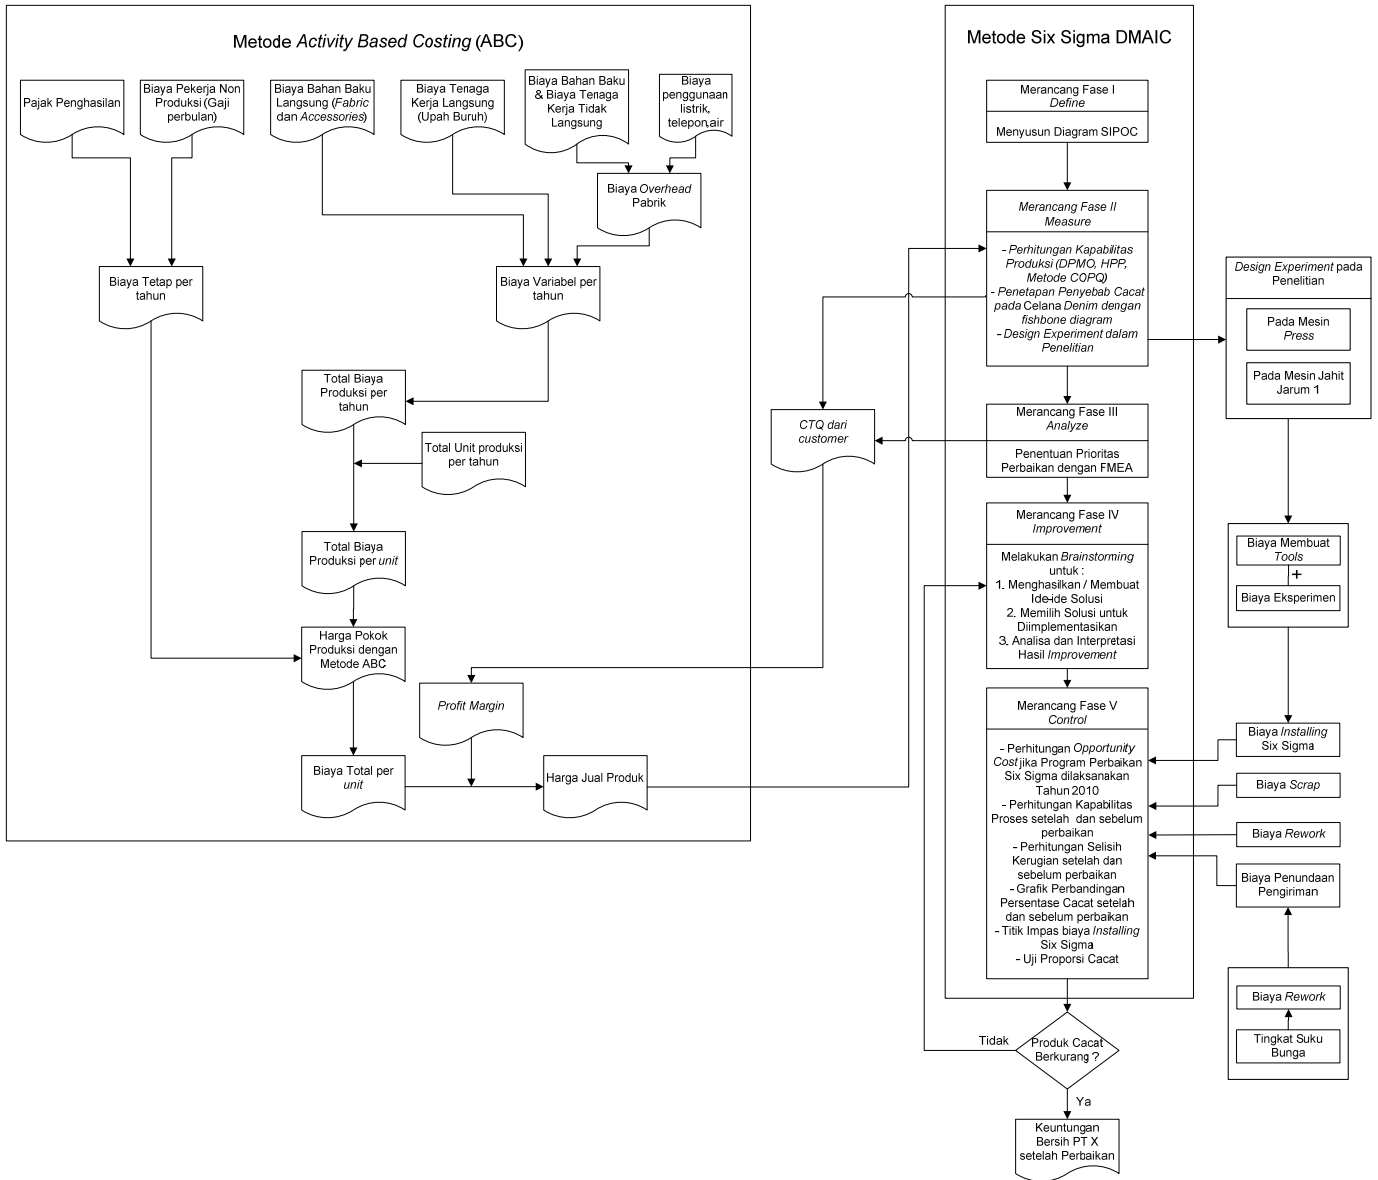 Metode Activity Based Costing (ABC)
Pajak Penghasilan
Biaya Pekerja Non
Produksi (Gaji
perbulan)
Biaya Bahan Baku
Langsung (Fabric
dan Accessories)
Biaya Tenaga
Kerja Langsung
(Upah Buruh)
Biaya Bahan Baku
& Biaya Tenaga
Kerja Tidak
Langsung
Biaya
penggunaan
listrik,
telepon,air
Biaya Overhead
Pabrik
Biaya Tetap per
tahun
Biaya Variabel per
tahun
Total Biaya
Produksi per
tahun
Total Unit produksi
per tahun
Total Biaya
Produksi per unit
Harga Pokok
Produksi dengan
Metode ABC
Profit Margin
Biaya Total per
unit
Harga Jual Produk
CTQ dari
customer
Metode Six Sigma DMAIC
Merancang Fase I
Define
Menyusun Diagram SIPOC
Merancang Fase II
Measure
- Perhitungan Kapabilitas
Produksi (DPMO, HPP,
Metode COPQ)
- Penetapan Penyebab Cacat
pada Celana Denim dengan
fishbone diagram
- Design Experiment dalam
Penelitian
Merancang Fase III
Analyze
Penentuan Prioritas
Perbaikan dengan FMEA
Merancang Fase IV
Improvement
Melakukan Brainstorming
untuk :
1. Menghasilkan / Membuat
Ide-ide Solusi
2. Memilih Solusi untuk
Diimplementasikan
3. Analisa dan Interpretasi
Hasil Improvement
Merancang Fase V
Control
- Perhitungan Opportunity
Cost jika Program Perbaikan
Six Sigma dilaksanakan
Tahun 2010
- Perhitungan Kapabilitas
Proses setelah dan sebelum
perbaikan
- Perhitungan Selisih
Kerugian setelah dan
sebelum perbaikan
- Grafik Perbandingan
Persentase Cacat setelah
dan sebelum perbaikan
- Titik Impas biaya Installing
Six Sigma
- Uji Proporsi Cacat
Tidak
Produk Cacat
Berkurang ?
Ya
Keuntungan
Bersih PT X
setelah Perbaikan
Design Experiment pada
Penelitian
Pada Mesin
Press
Pada Mesin Jahit
Jarum 1
Biaya Membuat
Tools
+
Biaya Eksperimen
Biaya Installing
Six Sigma
Biaya Scrap
Biaya Rework
Biaya Penundaan
Pengiriman
Biaya Rework
Tingkat Suku
Bunga